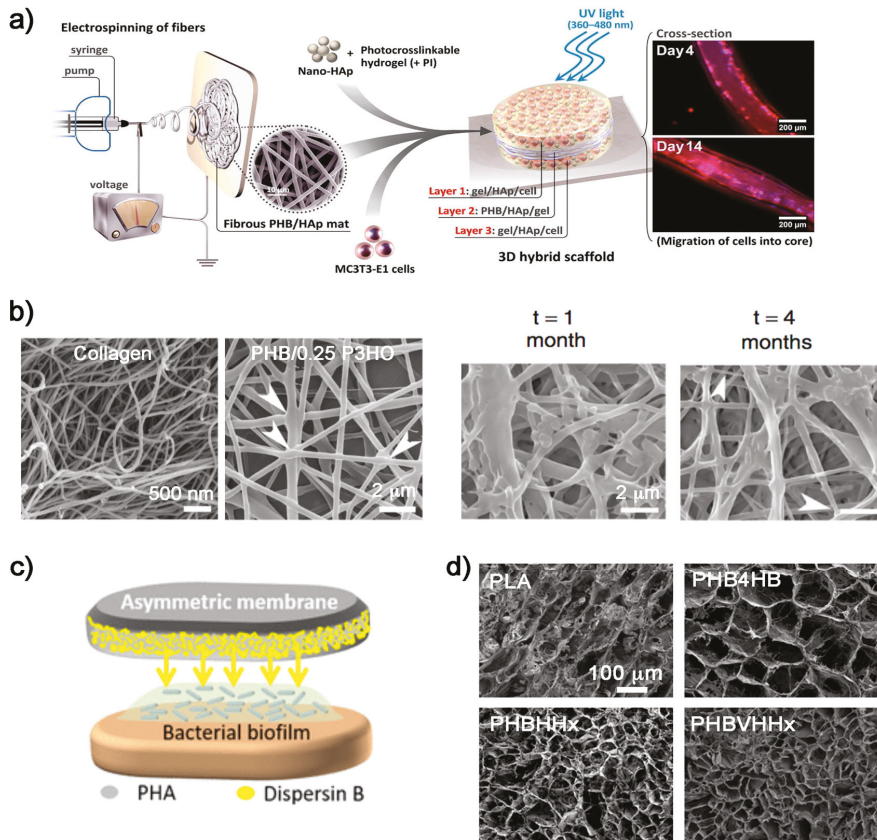 a)
Electrospinning of fibers
syringe
pump
voltage
10 μm
Fibrous PHB/HAp mat
Nano-HAp
+ Photocrosslinkable
hydrogel (+ PI)
MC3T3-E1 cells
UV light
(360–480 nm)
Layer 1: gel/HAp/cell
Layer 2: PHB/HAp/gel
Layer 3: gel/HAp/cell
3D hybrid scaffold
Cross-section
Day 4
200 μm
Day 14
200 μm
(Migration of cells into core)
b)
Collagen
500 nm
PHB/0.25 P3HO
2 μm
t = 1
month
2 μm
t = 4
months
c)
Asymmetric membrane
Bacterial biofilm
PHA
Dispersin B
d)
PLA
100 μm
PHB4HB
PHBHHx
PHBVHHx